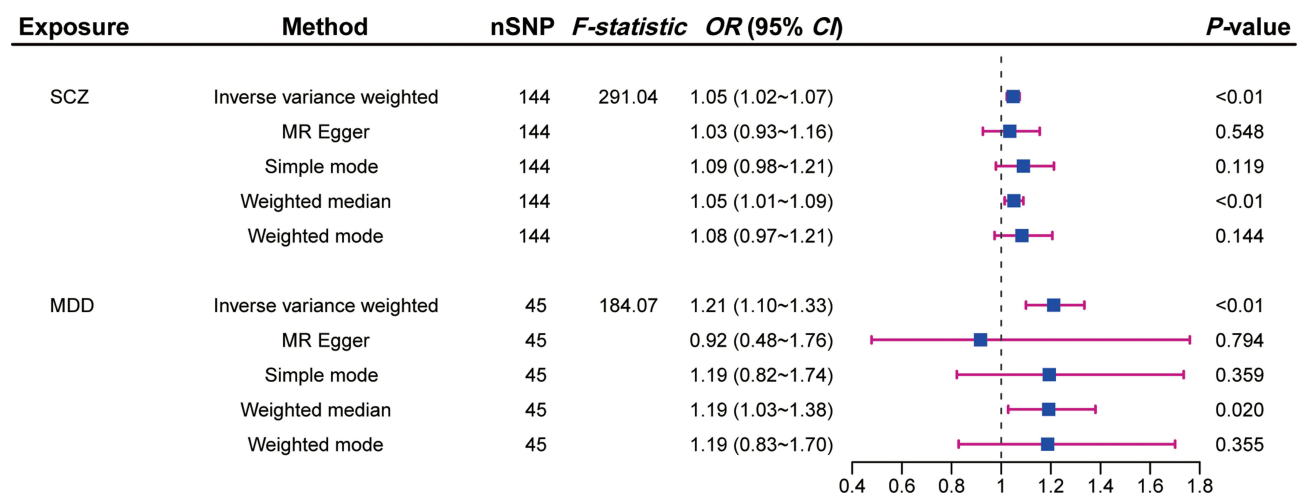 Exposure Method nSNP F-statistic OR (95% CI) P-value
SCZ Inverse variance weighted 144 291.04 1.05 (1.02~1.07) <0.01
MR Egger 144 1.03 (0.93~1.16) 0.548
Simple mode 144 1.09 (0.98~1.21) 0.119
Weighted median 144 1.05 (1.01~1.09) <0.01
Weighted mode 144 1.08 (0.97~1.21) 0.144
MDD Inverse variance weighted 45 184.07 1.21 (1.10~1.33) <0.01
MR Egger 45 0.92 (0.48~1.76) 0.794
Simple mode 45 1.19 (0.82~1.74) 0.359
Weighted median 45 1.19 (1.03~1.38) 0.020
Weighted mode 45 1.19 (0.83~1.70) 0.355
0.4 0.6 0.8 1 1.2 1.4 1.6 1.8